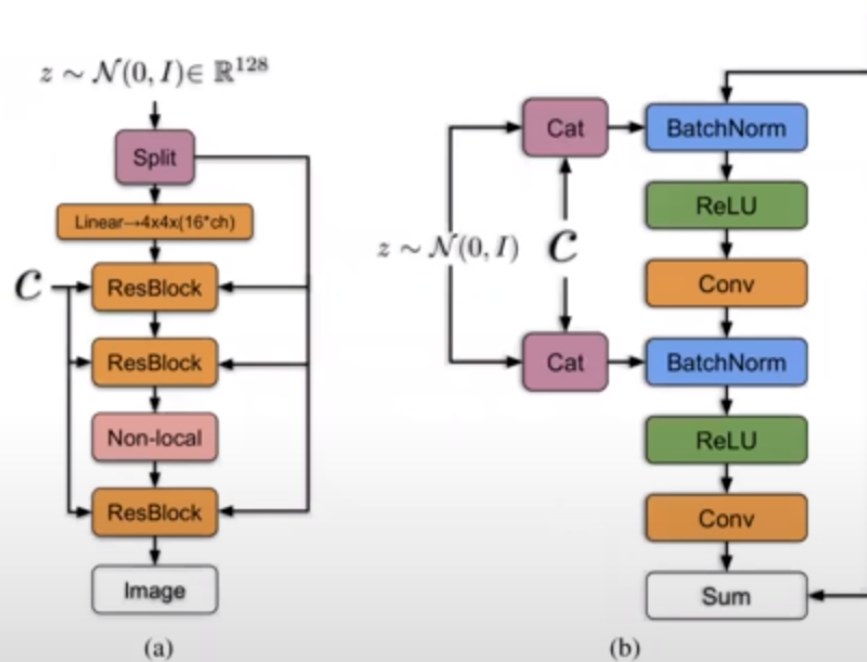 z ~ 𝒩(0, I)∈ ℝ¹²⁸
Split
Linear→4x4x(16*ch)
C
ResBlock
ResBlock
Non-local
ResBlock
Image
(a)
Cat
BatchNorm
ReLU
z ~ 𝒩(0, I)
C
Conv
Cat
BatchNorm
ReLU
Conv
Sum
(b)